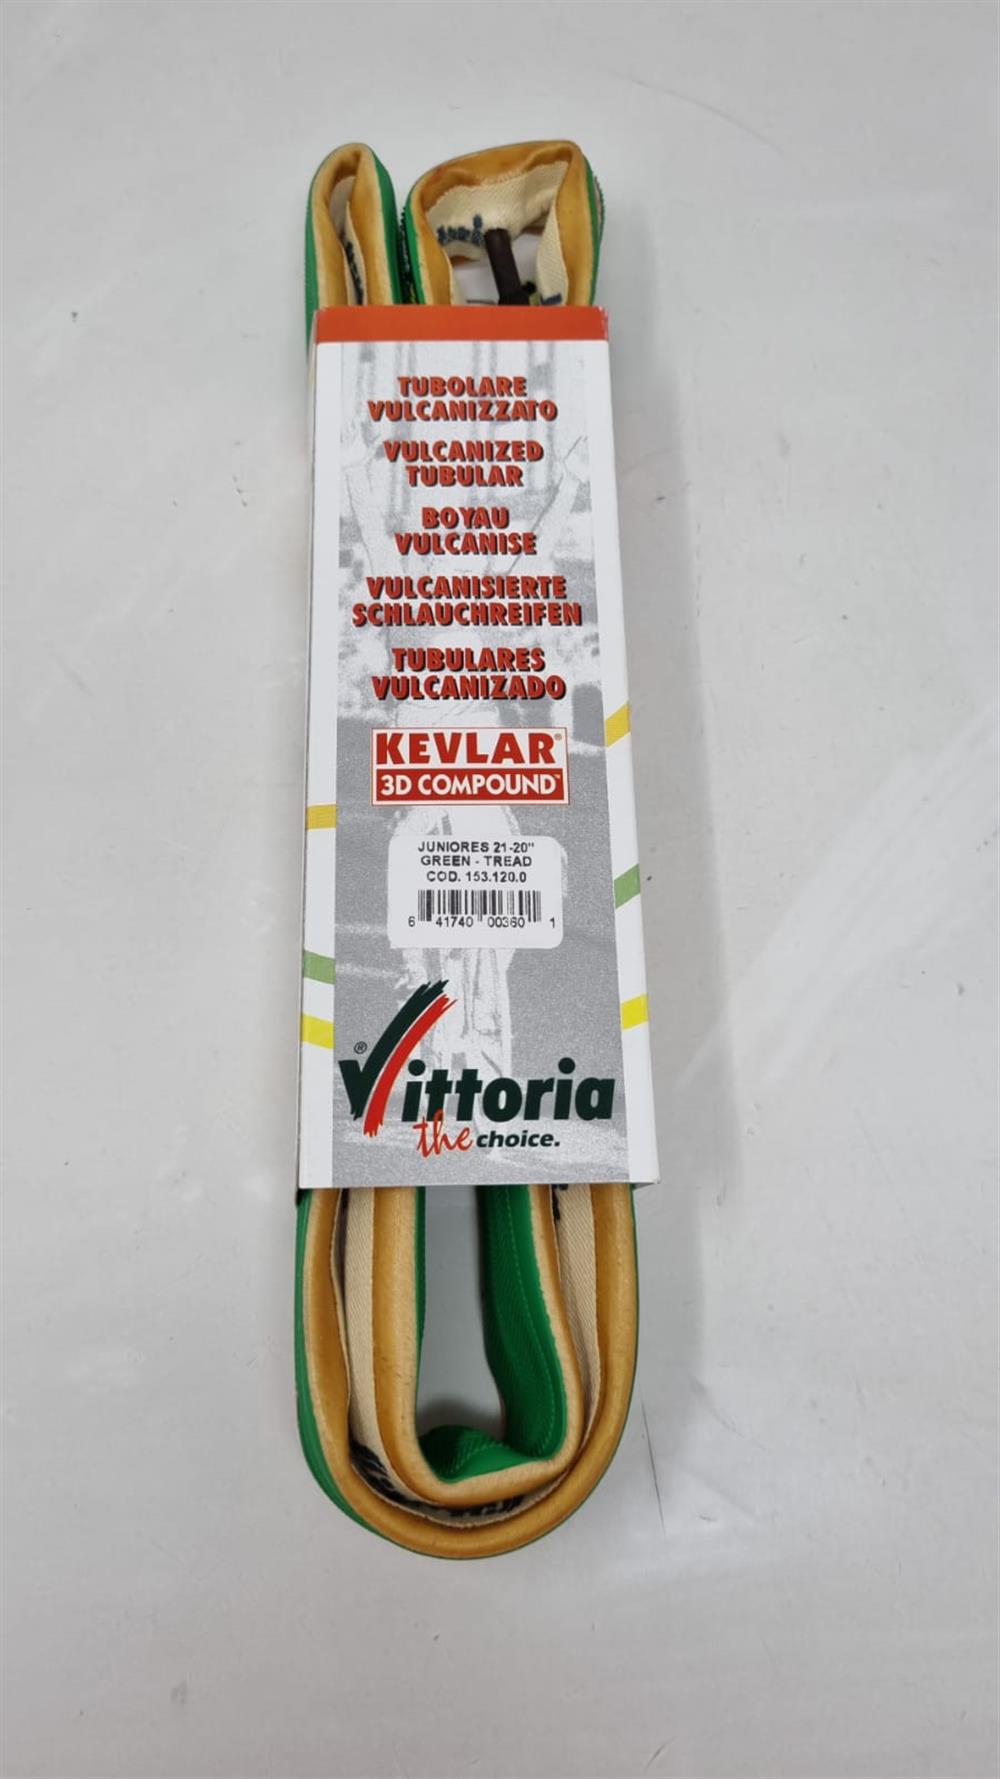 TUBOLARE
VULCANIZZATO
VULCANIZED
TUBULAR
BOYAU
VULCANISE
VULCANISIERTE
SCHLAUCHREIFEN
TUBULARES
VULCANIZADO
KEVLAR®
3D COMPOUND™
JUNIORES 21-20"
GREEN - TREAD
COD. 153.120.0
6 41740 00360 1
®
Vittoria
the choice.